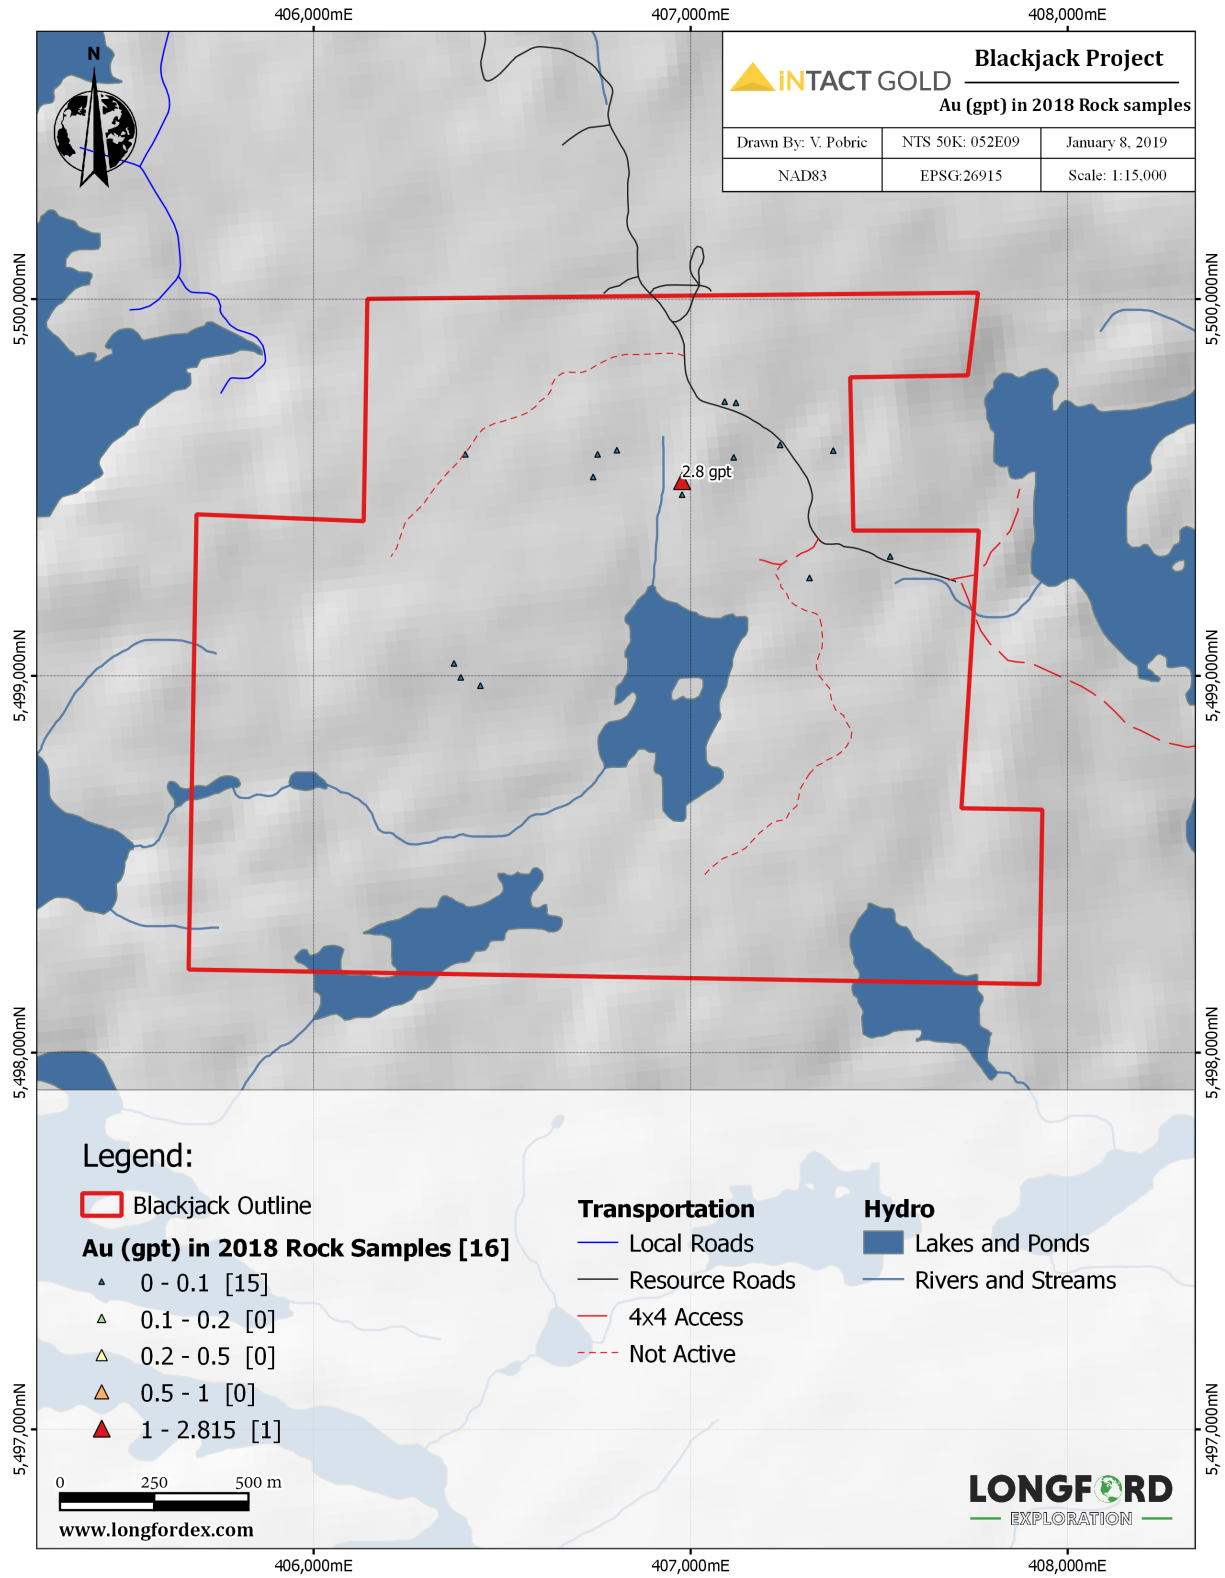 406,000mE
407,000mE
408,000mE
N
iNTACT GOLD
Blackjack Project
Au (gpt) in 2018 Rock samples
Drawn By: V. Pobric
NTS 50K: 052E09
January 8, 2019
NAD83
EPSG:26915
Scale: 1:15,000
5,500,000mN
5,500,000mN
2.8 gpt
5,499,000mN
5,499,000mN
5,498,000mN
5,498,000mN
Legend:
Blackjack Outline
Au (gpt) in 2018 Rock Samples [16]
0 - 0.1 [15]
0.1 - 0.2 [0]
0.2 - 0.5 [0]
0.5 - 1 [0]
1 - 2.815 [1]
Transportation
Local Roads
Resource Roads
4x4 Access
Not Active
Hydro
Lakes and Ponds
Rivers and Streams
5,497,000mN
5,497,000mN
0 250 500 m
www.longfordex.com
LONGFORD
EXPLORATION
406,000mE
407,000mE
408,000mE